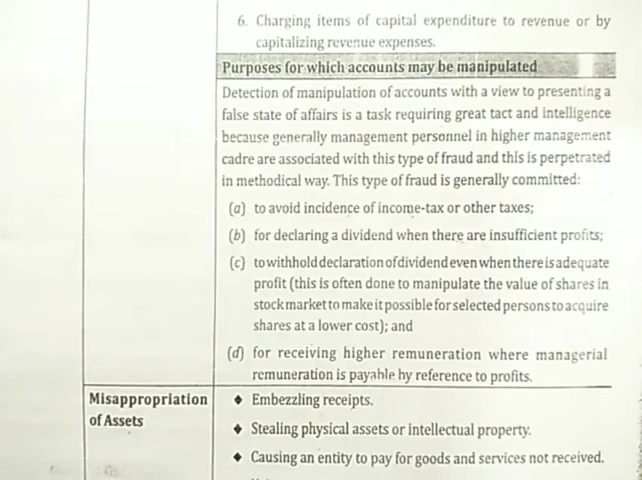 6. Charging items of capital expenditure to revenue or by
capitalizing revenue expenses.
Purposes for which accounts may be manipulated
Detection of manipulation of accounts with a view to presenting a
false state of affairs is a task requiring great tact and intelligence
because generally management personnel in higher management
cadre are associated with this type of fraud and this is perpetrated
in methodical way. This type of fraud is generally committed:
(a) to avoid incidence of income-tax or other taxes;
(b) for declaring a dividend when there are insufficient profits;
(c) to withhold declaration of dividend even when there is adequate
profit (this is often done to manipulate the value of shares in
stock market to make it possible for selected persons to acquire
shares at a lower cost); and
(d) for receiving higher remuneration where managerial
remuneration is payable by reference to profits.
Misappropriation
of Assets
♦ Embezzling receipts.
♦ Stealing physical assets or intellectual property.
♦ Causing an entity to pay for goods and services not received.